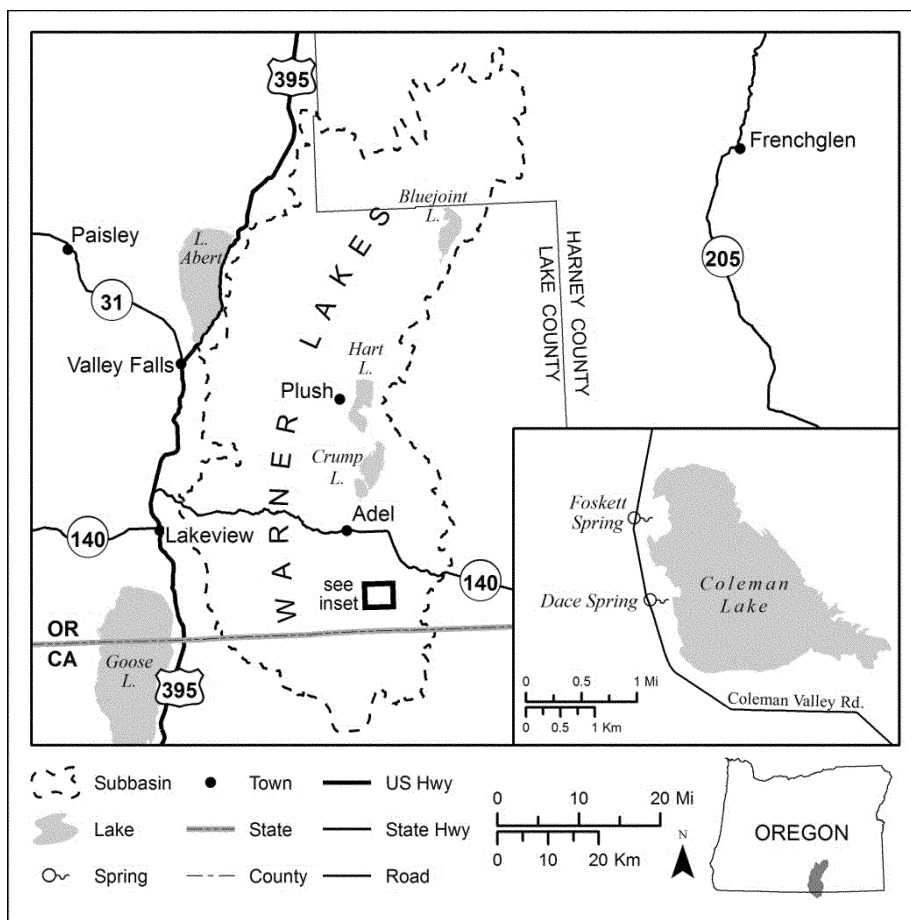 395
Frenchglen
Bluejoint
L.
Paisley
L.
Abert
HARNEY COUNTY
LAKE COUNTY
205
31
WARNER LAKES
Valley Falls
Hart
L.
Plush
Crump
L.
Adel
140
Lakeview
140
see
inset
OR
CA
Goose
L.
395
Foskett
Spring
Coleman
Lake
Dace Spring
0 0.5 1 Mi
0 0.5 1 Km
Coleman Valley Rd.
Subbasin
Town
US Hwy
Lake
State
State Hwy
Spring
County
Road
0 10 20 Mi
0 10 20 Km
N
OREGON